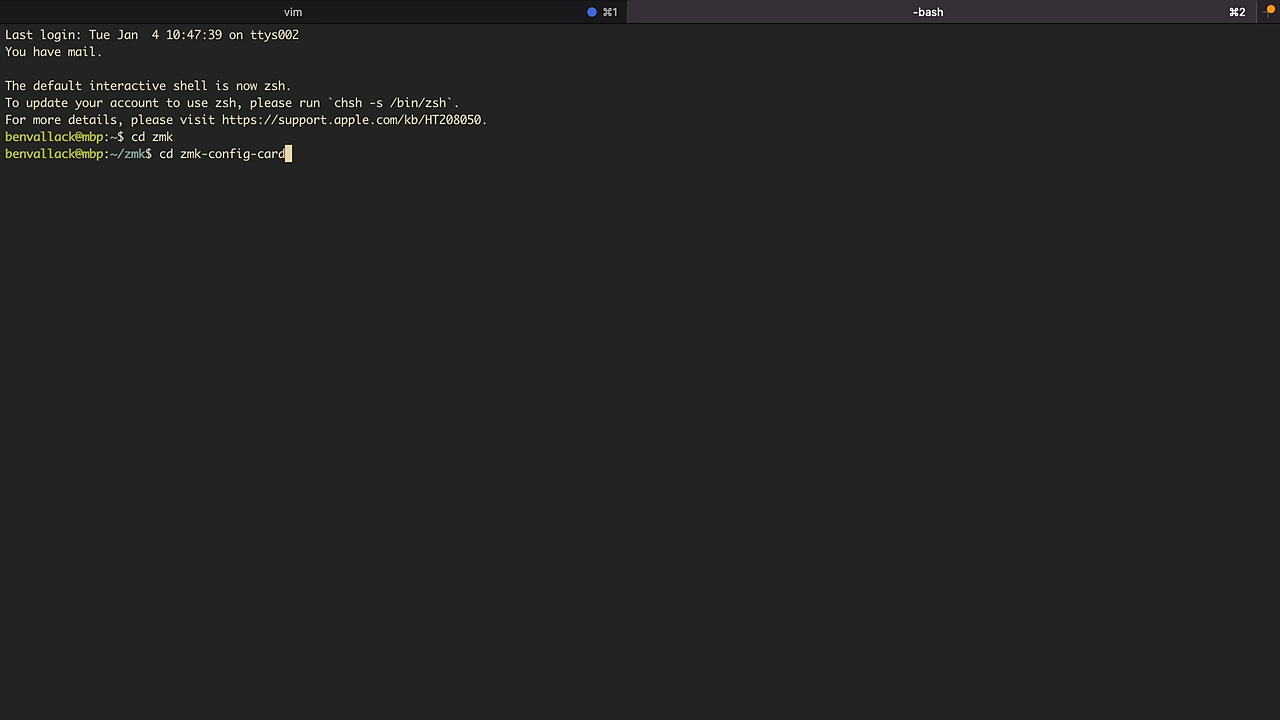 vim ⌘1 -bash ⌘2
Last login: Tue Jan  4 10:47:39 on ttys002
You have mail.
The default interactive shell is now zsh.
To update your account to use zsh, please run `chsh -s /bin/zsh`.
For more details, please visit https://support.apple.com/kb/HT208050.
benvallack@mbp:~$ cd zmk
benvallack@mbp:~/zmk$ cd zmk-config-card